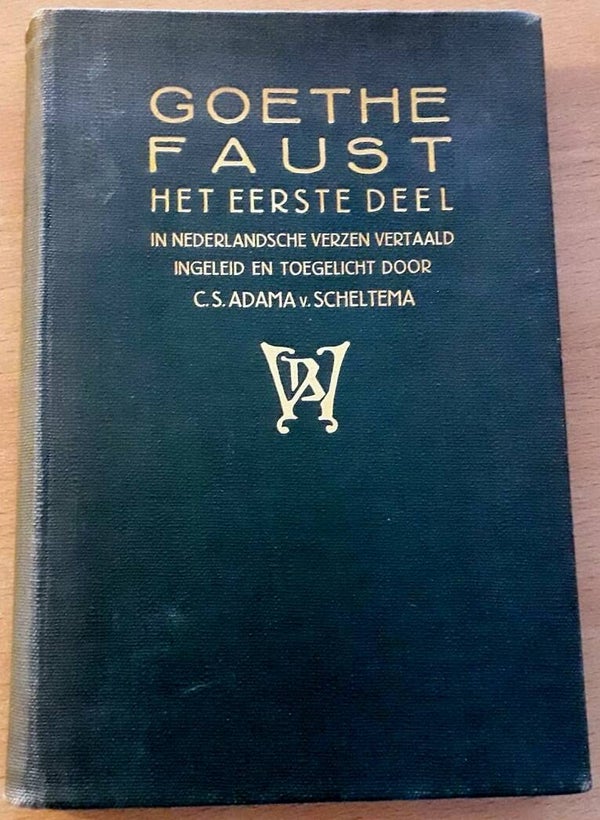 GOETHE
FAUST
HET EERSTE DEEL
IN NEDERLANDSCHE VERZEN VERTAALD
INGELEID EN TOEGELICHT DOOR
C. S. ADAMA v. SCHELTEMA